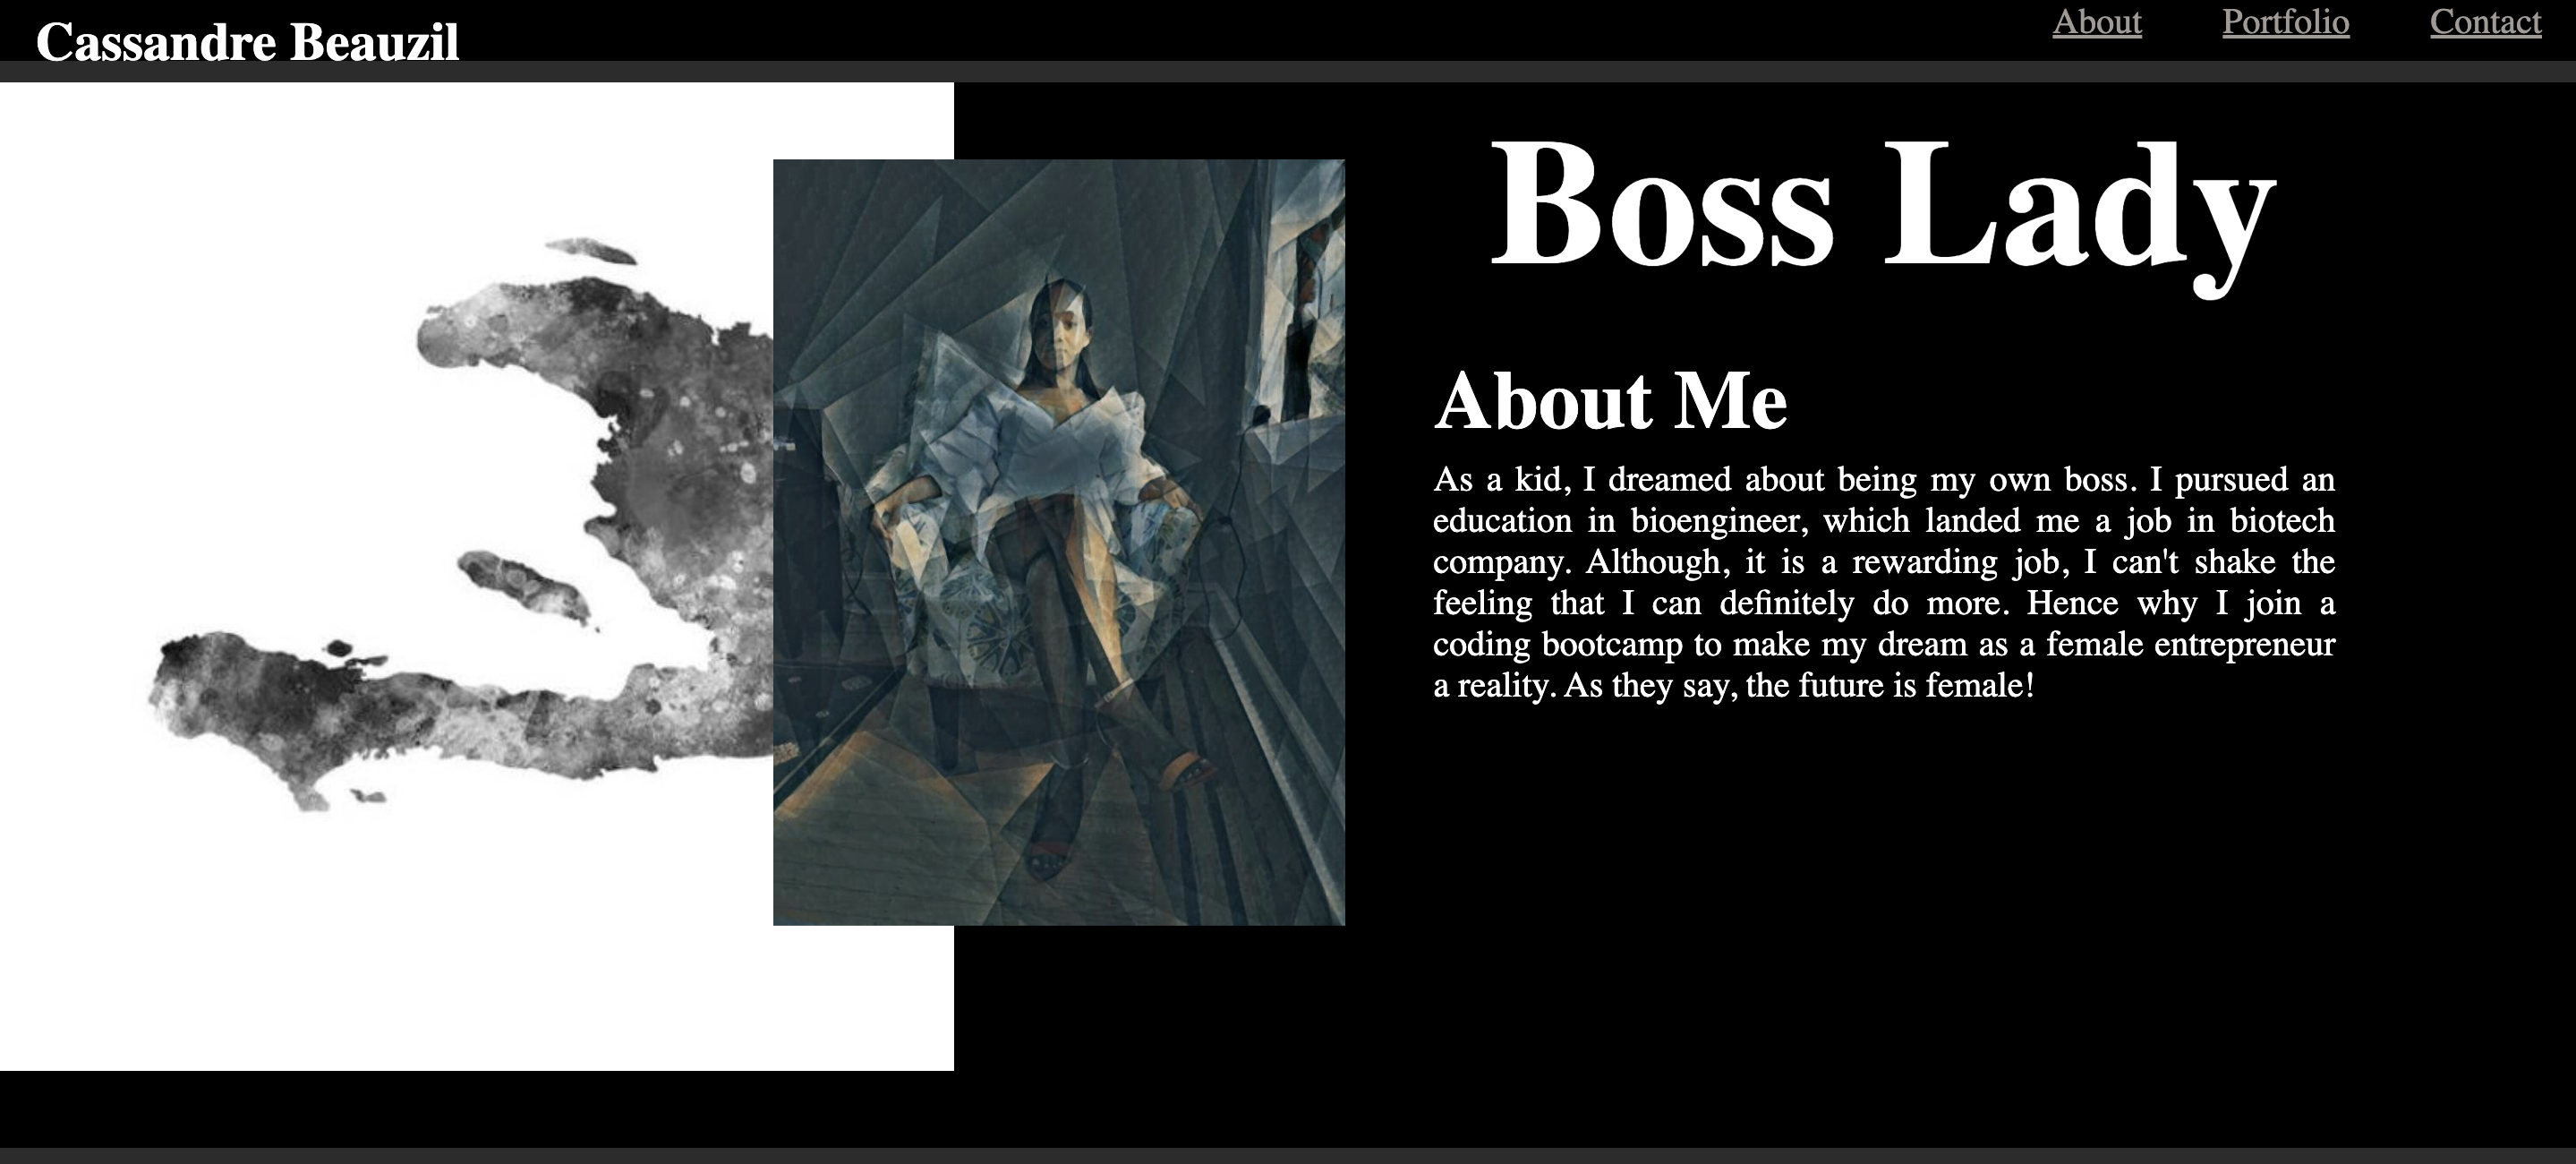 Cassandre Beauzil
About Portfolio Contact
Boss Lady
About Me
As a kid, I dreamed about being my own boss. I pursued an
education in bioengineer, which landed me a job in biotech
company. Although, it is a rewarding job, I can't shake the
feeling that I can definitely do more. Hence why I join a
coding bootcamp to make my dream as a female entrepreneur
a reality. As they say, the future is female!